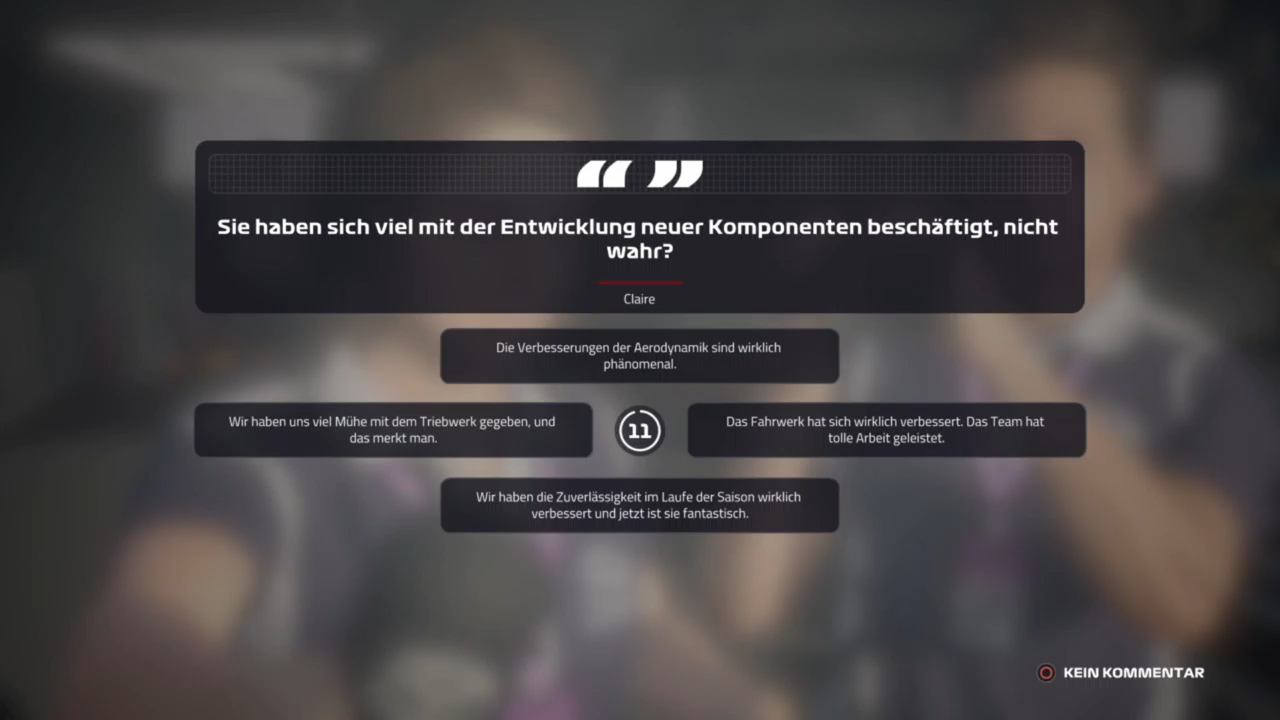 Sie haben sich viel mit der Entwicklung neuer Komponenten beschäftigt, nicht
wahr?
Claire
Die Verbesserungen der Aerodynamik sind wirklich
phänomenal.
Wir haben uns viel Mühe mit dem Triebwerk gegeben, und
das merkt man.
11
Das Fahrwerk hat sich wirklich verbessert. Das Team hat
tolle Arbeit geleistet.
Wir haben die Zuverlässigkeit im Laufe der Saison wirklich
verbessert und jetzt ist sie fantastisch.
KEIN KOMMENTAR